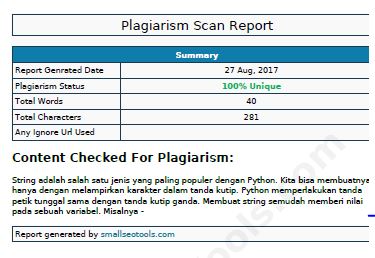 Plagiarism Scan Report
Summary
Report Genrated Date 27 Aug, 2017
Plagiarism Status 100% Unique
Total Words 40
Total Characters 281
Any Ignore Url Used
Content Checked For Plagiarism:
String adalah salah satu jenis yang paling populer dengan Python. Kita bisa membuatnya
hanya dengan melampirkan karakter dalam tanda kutip. Python memperlakukan tanda
petik tunggal sama dengan tanda kutip ganda. Membuat string semudah memberi nilai
pada sebuah variabel. Misalnya -
Report generated by smallseotools.com